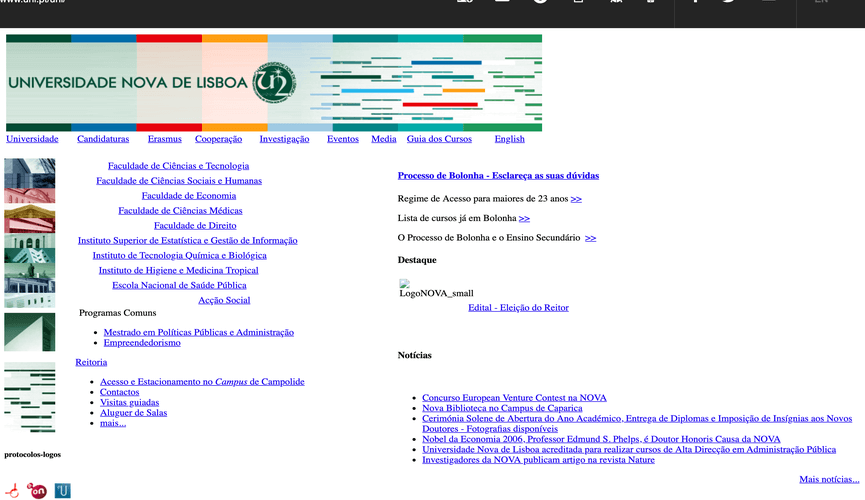 www.unl.pt/unl/
EN
UNIVERSIDADE NOVA DE LISBOA
Universidade Candidaturas Erasmus Cooperação Investigação Eventos Media Guia dos Cursos English
Faculdade de Ciências e Tecnologia
Faculdade de Ciências Sociais e Humanas
Faculdade de Economia
Faculdade de Ciências Médicas
Faculdade de Direito
Instituto Superior de Estatística e Gestão de Informação
Instituto de Tecnologia Química e Biológica
Instituto de Higiene e Medicina Tropical
Escola Nacional de Saúde Pública
Acção Social
Programas Comuns
Mestrado em Políticas Públicas e Administração
Empreendedorismo
Reitoria
Acesso e Estacionamento no Campus de Campolide
Contactos
Visitas guiadas
Aluguer de Salas
mais...
protocolos-logos
Processo de Bolonha - Esclareça as suas dúvidas
Regime de Acesso para maiores de 23 anos >>
Lista de cursos já em Bolonha >>
O Processo de Bolonha e o Ensino Secundário >>
Destaque
LogoNOVA_small
Edital - Eleição do Reitor
Notícias
Concurso European Venture Contest na NOVA
Nova Biblioteca no Campus de Caparica
Cerimónia Solene de Abertura do Ano Académico, Entrega de Diplomas e Imposição de Insígnias aos Novos
Doutores - Fotografias disponíveis
Nobel da Economia 2006, Professor Edmund S. Phelps, é Doutor Honoris Causa da NOVA
Universidade Nova de Lisboa acreditada para realizar cursos de Alta Direcção em Administração Pública
Investigadores da NOVA publicam artigo na revista Nature
Mais notícias...